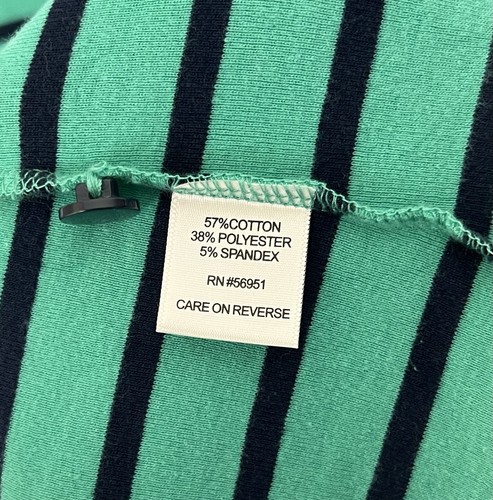 57%COTTON
38% POLYESTER
5% SPANDEX
RN #56951
CARE ON REVERSE